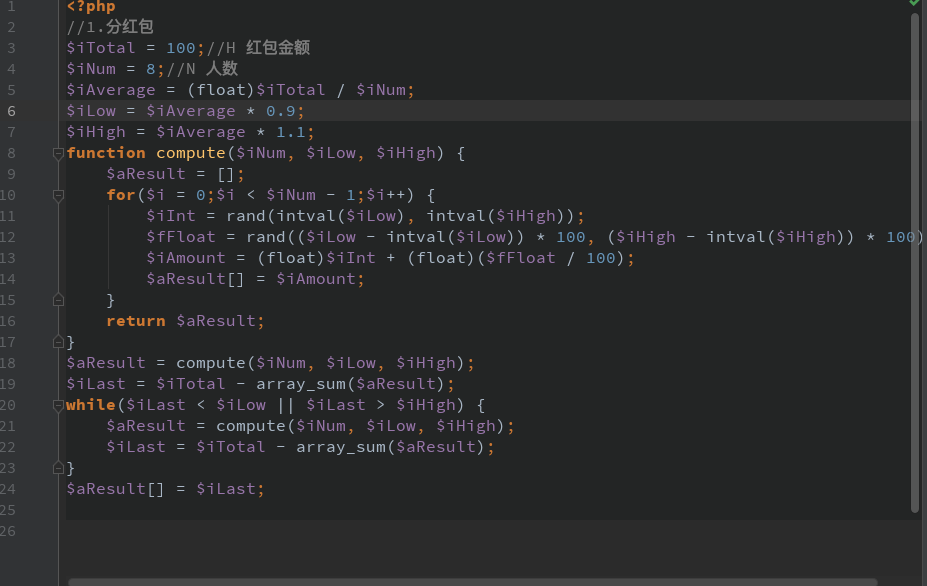 1 <?php
2 //1.分红包
3 $iTotal = 100;//H 红包金额
4 $iNum = 8;//N 人数
5 $iAverage = (float)$iTotal / $iNum;
6 $iLow = $iAverage * 0.9;
7 $iHigh = $iAverage * 1.1;
8 function compute($iNum, $iLow, $iHigh) {
9 $aResult = [];
10 for($i = 0;$i < $iNum - 1;$i++) {
11 $iInt = rand(intval($iLow), intval($iHigh));
12 $fFloat = rand(($iLow - intval($iLow)) * 100, ($iHigh - intval($iHigh)) * 100)
13 $iAmount = (float)$iInt + (float)($fFloat / 100);
14 $aResult[] = $iAmount;
15 }
16 return $aResult;
17 }
18 $aResult = compute($iNum, $iLow, $iHigh);
19 $iLast = $iTotal - array_sum($aResult);
20 while($iLast < $iLow || $iLast > $iHigh) {
21 $aResult = compute($iNum, $iLow, $iHigh);
22 $iLast = $iTotal - array_sum($aResult);
23 }
24 $aResult[] = $iLast;
25
26